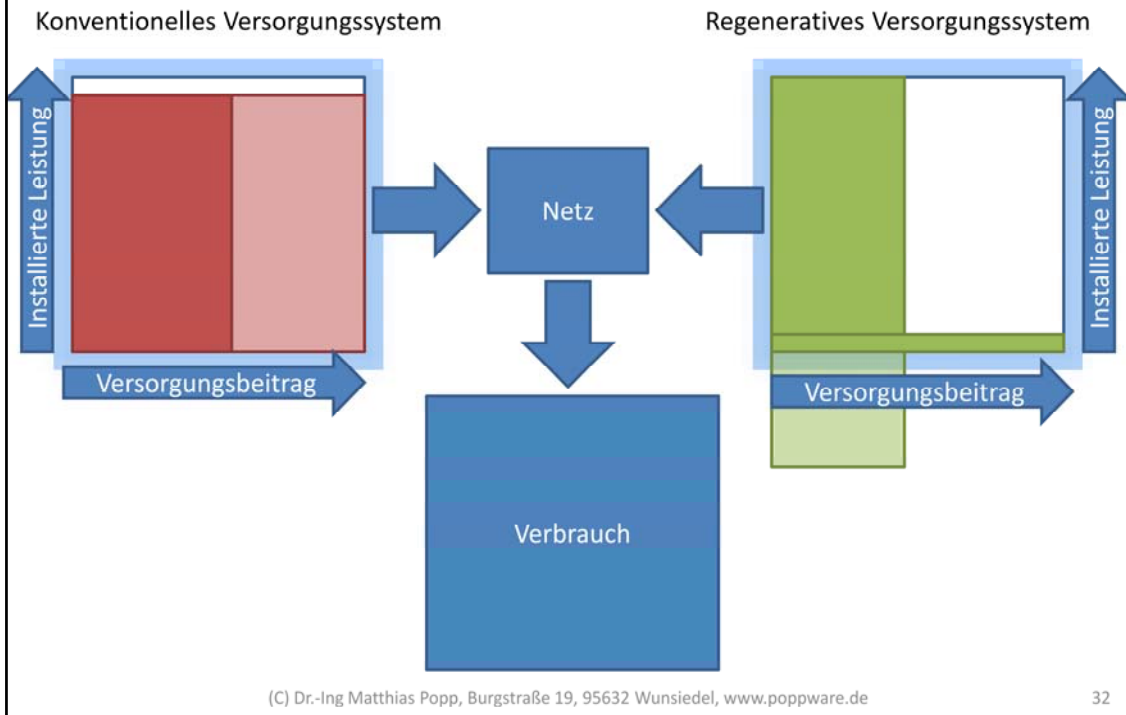 Konventionelles Versorgungssystem
Regeneratives Versorgungssystem
Installierte Leistung
Versorgungsbeitrag
Netz
Installierte Leistung
Versorgungsbeitrag
Verbrauch
(C) Dr.-Ing Matthias Popp, Burgstraße 19, 95632 Wunsiedel, www.poppware.de
32